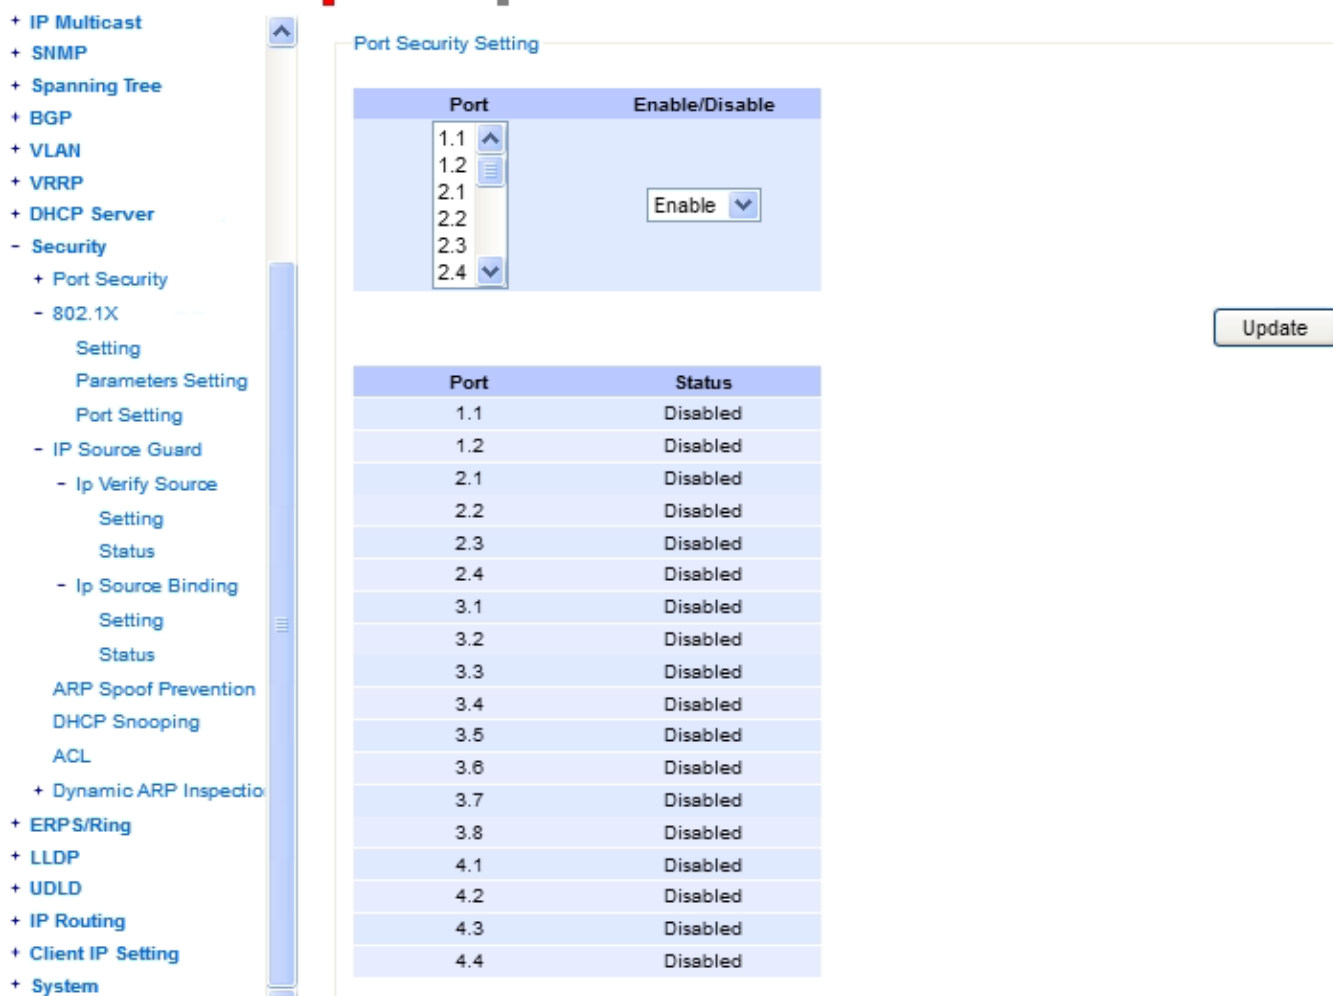 + IP Multicast
+ SNMP
+ Spanning Tree
+ BGP
+ VLAN
+ VRRP
+ DHCP Server
- Security
+ Port Security
- 802.1X
Setting
Parameters Setting
Port Setting
- IP Source Guard
- Ip Verify Source
Setting
Status
- Ip Source Binding
Setting
Status
ARP Spoof Prevention
DHCP Snooping
ACL
+ Dynamic ARP Inspectio
+ ERPS/Ring
+ LLDP
+ UDLD
+ IP Routing
+ Client IP Setting
+ System
Port Security Setting
Port Enable/Disable
1.1
1.2
2.1
2.2
2.3
2.4
Enable
Update
Port Status
1.1 Disabled
1.2 Disabled
2.1 Disabled
2.2 Disabled
2.3 Disabled
2.4 Disabled
3.1 Disabled
3.2 Disabled
3.3 Disabled
3.4 Disabled
3.5 Disabled
3.6 Disabled
3.7 Disabled
3.8 Disabled
4.1 Disabled
4.2 Disabled
4.3 Disabled
4.4 Disabled